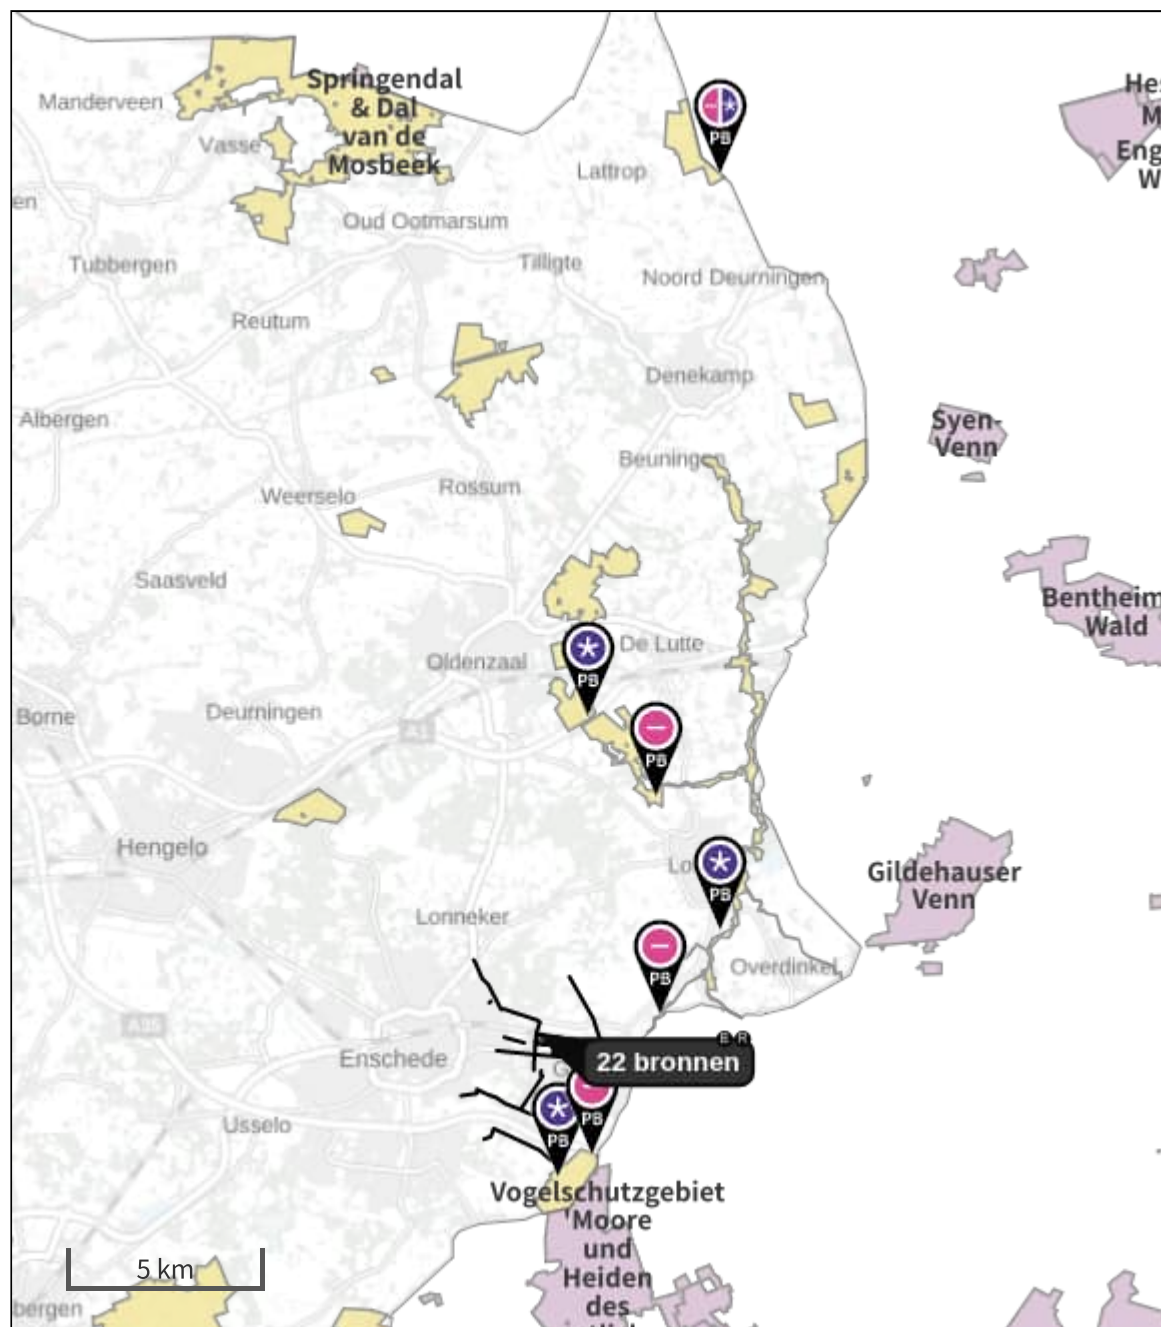 Springendal
& Dal
van de
Mosbeek
Manderveen
Vasse
Lattrop
PB
Oud Ootmarsum
Tubbergen
Tilligte
Noord Deurningen
Reutum
Denekamp
Albergen
Syen-
Venn
Beuningen
Weerselo
Rossum
Saasveld
Bentheim
Wald
De Lutte
Oldenzaal
PB
Borne
Deurningen
A1
PB
Hengelo
Lo
Gildehauser
Venn
PB
Lonneker
Overdinkel
PB
A35
Enschede
B R
22 bronnen
G
Usselo
PB
PB
Vogelschutzgebiet
'Moore
und
Heiden
des
5 km
bergen